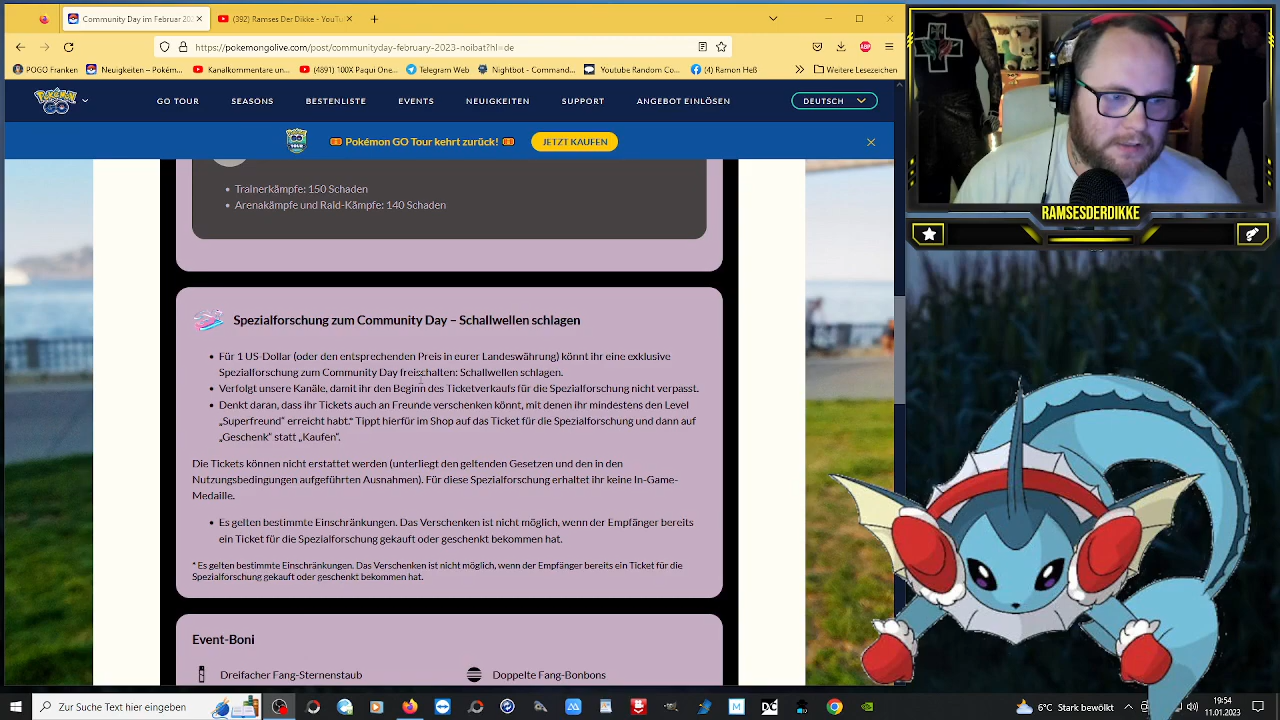 Community Day im Februar 202
(392) Ramses Der Dikke - YouTu
https://pokemongolive.com/post/communityday-february-2023-noibat?hl=de
POGO Franken
Neuigkeiten – Pokém...
Kanalkommentare un...
(4891) 100X Paqui One...
Telegram Web
Nightbot - Command...
Youtube Random Co...
(4) Ramon Heß
Weitere Lesezeichen
Pokémon GO
GO TOUR
SEASONS
BESTENLISTE
EVENTS
NEUIGKEITEN
SUPPORT
ANGEBOT EINLÖSEN
DEUTSCH
Pokémon GO Tour kehrt zurück!
JETZT KAUFEN
Trainerkämpfe: 150 Schaden
Arenakämpfe und Raid-Kämpfe: 140 Schaden
Spezialforschung zum Community Day – Schallwellen schlagen
Für 1 US-Dollar (oder den entsprechenden Preis in eurer Landeswährung) könnt ihr eine exklusive
Spezialforschung zum Community Day freischalten: Schallwellen schlagen.
Verfolgt unsere Kanäle, damit ihr den Beginn des Ticketverkaufs für die Spezialforschung nicht verpasst.
Denkt daran, dass ihr Tickets auch an Freunde verschenken könnt, mit denen ihr mindestens den Level
„Superfreund“ erreicht habt.* Tippt hierfür im Shop auf das Ticket für die Spezialforschung und dann auf
„Geschenk“ statt „Kaufen“.
Die Tickets können nicht erstattet werden (unterliegt den geltenden Gesetzen und den in den
Nutzungsbedingungen aufgeführten Ausnahmen). Für diese Spezialforschung erhaltet ihr keine In-Game-
Medaille.
Es gelten bestimmte Einschränkungen. Das Verschenken ist nicht möglich, wenn der Empfänger bereits
ein Ticket für die Spezialforschung gekauft oder geschenkt bekommen hat.
* Es gelten bestimmte Einschränkungen. Das Verschenken ist nicht möglich, wenn der Empfänger bereits ein Ticket für die
Spezialforschung gekauft oder geschenkt bekommen hat.
Event-Boni
Dreifacher Fang-Sternenstaub
Doppelte Fang-Bonbons
RAMSESDERDIKKE
Zur Suche Text hier eingeben
6°C Stark bewölkt
19:54
11.01.2023